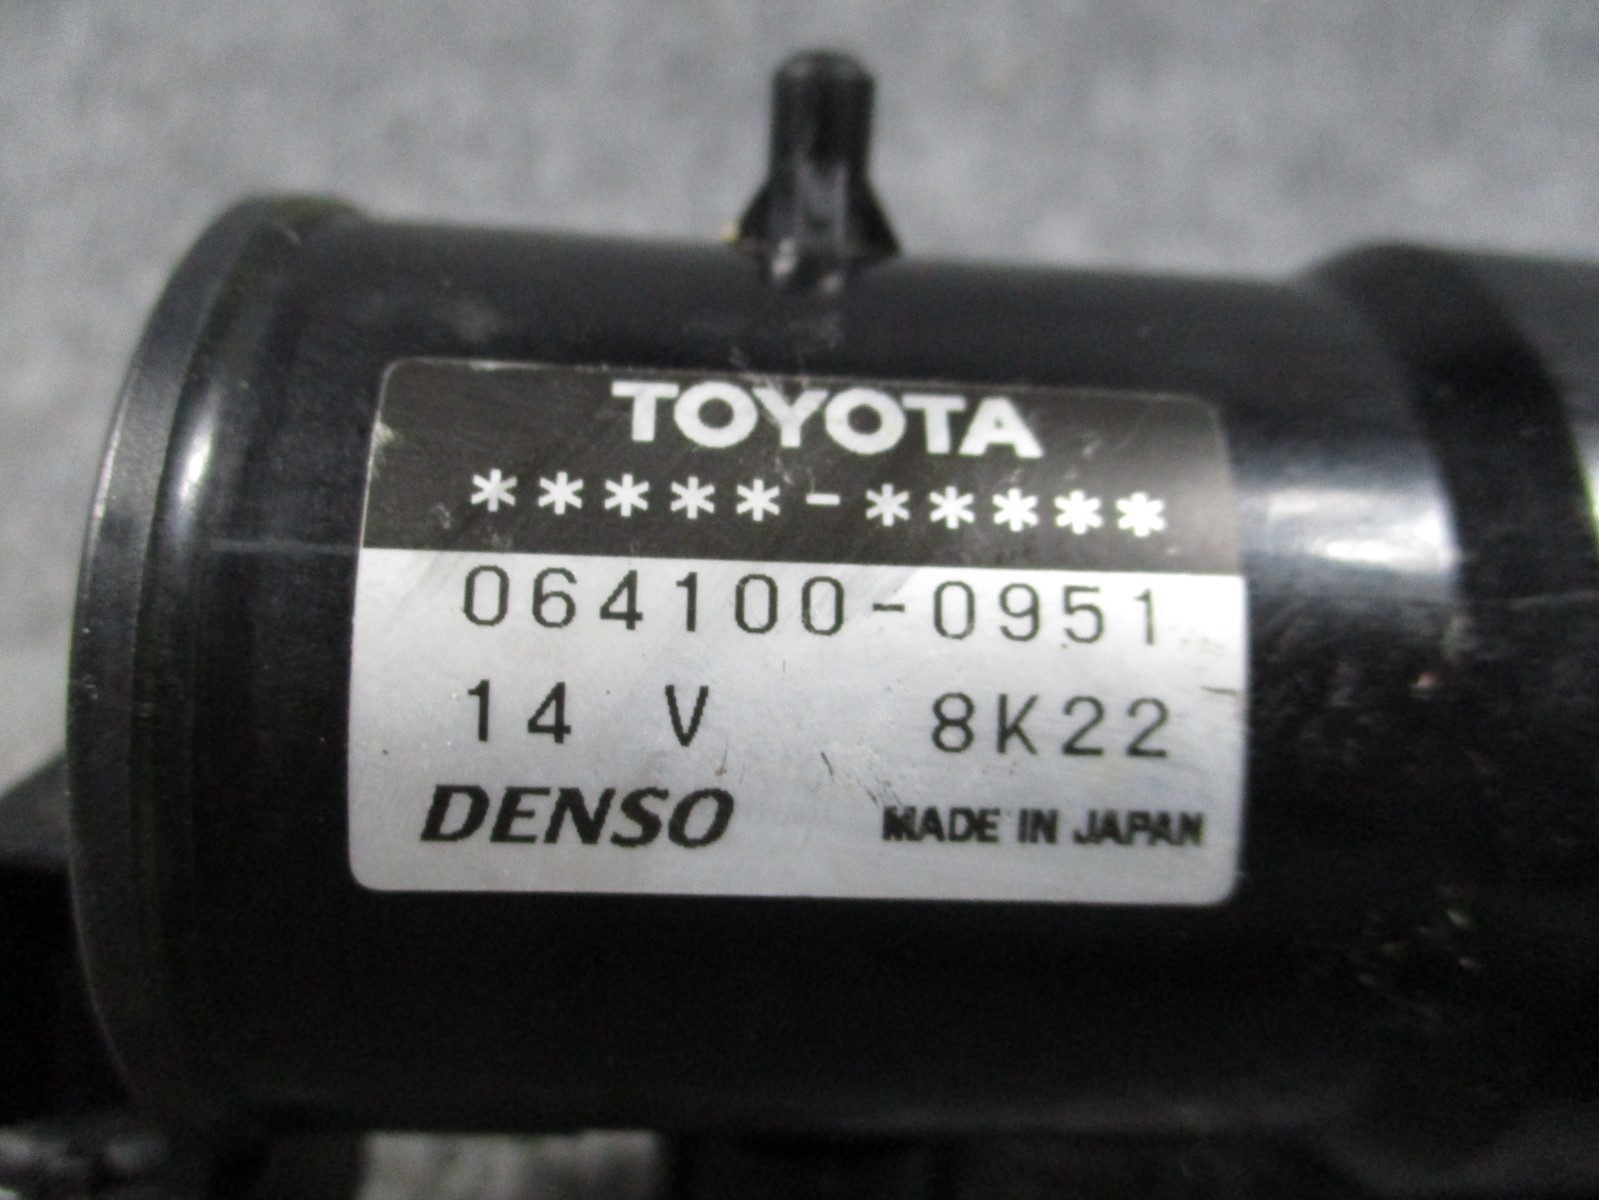 TOYOTA
*****-*****
064100-0951
14 V 8K22
DENSO MADE IN JAPAN